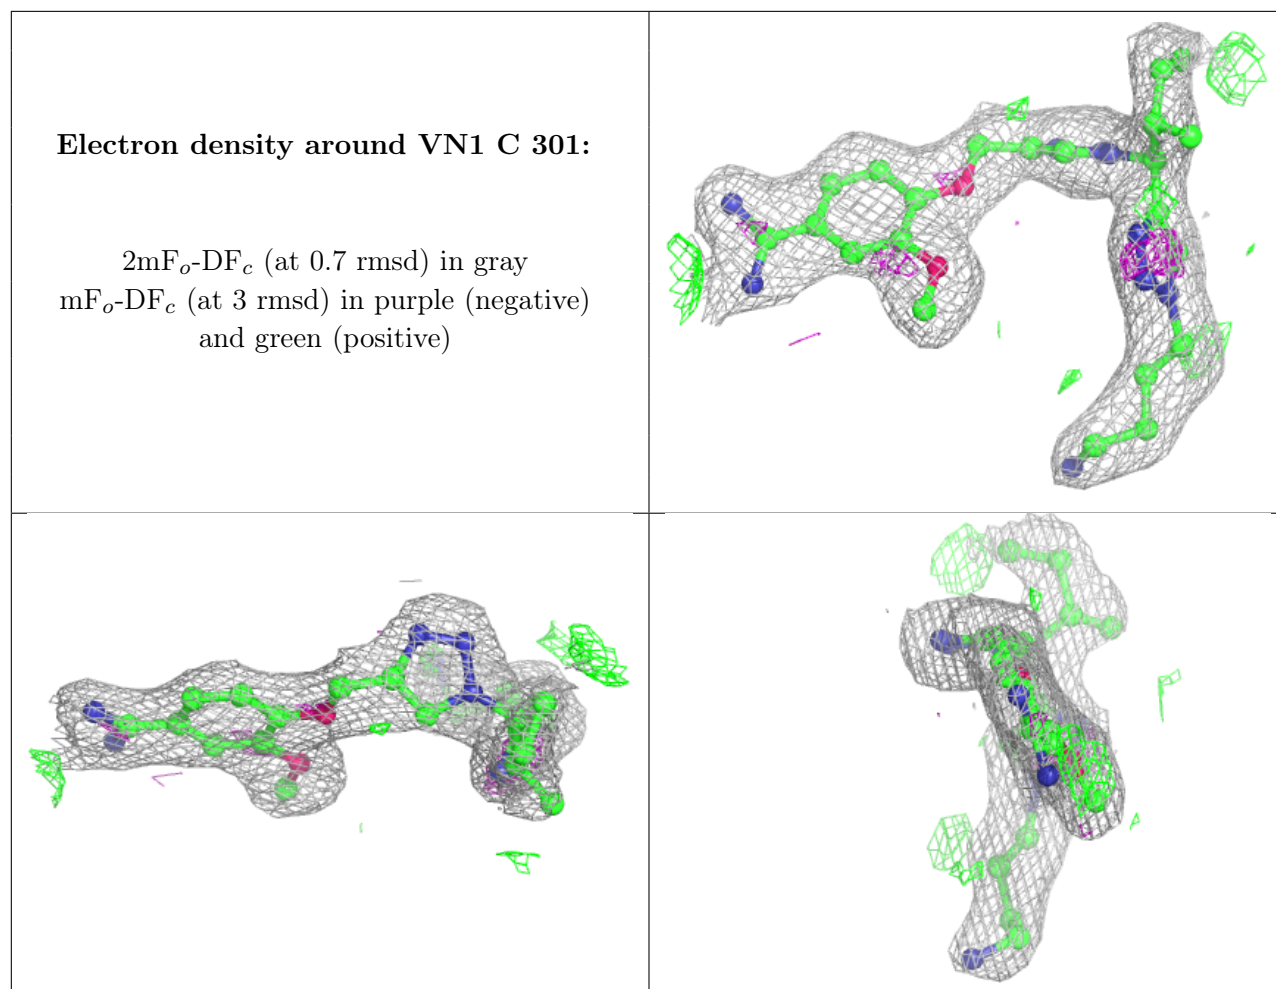 Electron density around VN1 C 301:
2mFₒ-DF𝒸 (at 0.7 rmsd) in gray
mFₒ-DF𝒸 (at 3 rmsd) in purple (negative)
and green (positive)